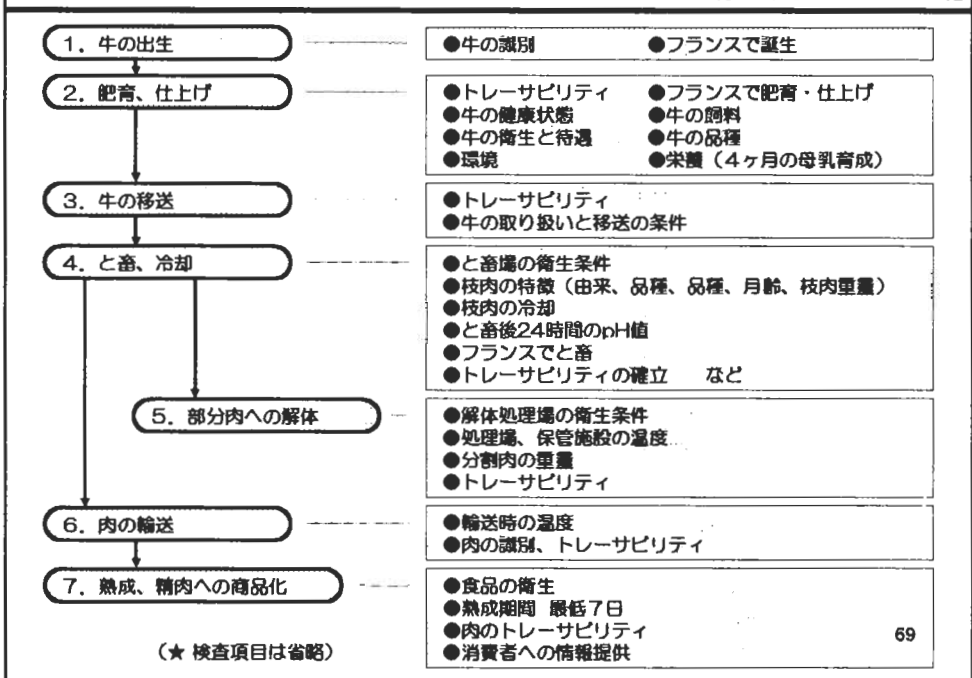 1．牛の出生
●牛の識別　●フランスで誕生
2．肥育、仕上げ
●トレーサビリティ　●フランスで肥育・仕上げ
●牛の健康状態　●牛の飼料
●牛の衛生と待遇　●牛の品種
●環境　●栄養（4ヶ月の母乳育成）
3．牛の移送
●トレーサビリティ
●牛の取り扱いと移送の条件
4．と畜、冷却
●と畜場の衛生条件
●枝肉の特徴（由来、品種、品種、月齢、枝肉重量）
●枝肉の冷却
●と畜後24時間のpH値
●フランスでと畜
●トレーサビリティの確立　など
5．部分肉への解体
●解体処理場の衛生条件
●処理場、保管施設の温度
●分割肉の重量
●トレーサビリティ
6．肉の輸送
●輸送時の温度
●肉の識別、トレーサビリティ
7．熟成、精肉への商品化
●食品の衛生
●熟成期間　最低7日
●肉のトレーサビリティ
●消費者への情報提供
（★ 検査項目は省略）
69